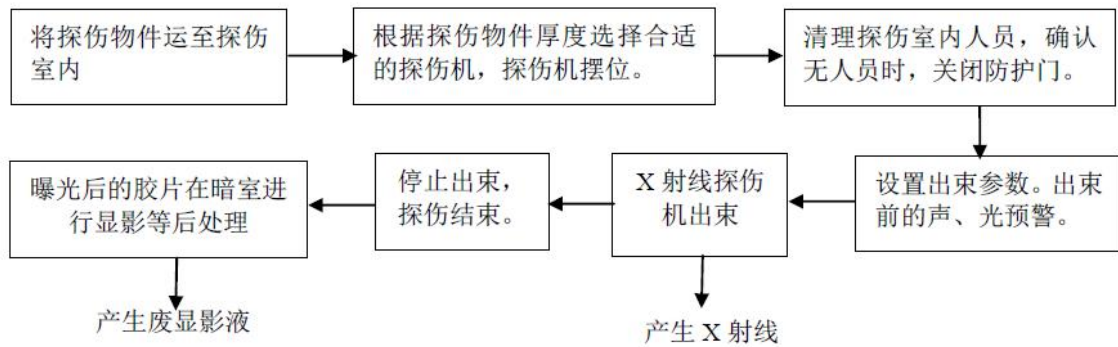 将探伤物件运至探伤
室内
根据探伤物件厚度选择合适
的探伤机，探伤机摆位。
清理探伤室内人员，确认
无人员时，关闭防护门。
设置出束参数。出束
前的声、光预警。
X 射线探伤
机出束
停止出束，
探伤结束。
曝光后的胶片在暗室进
行显影等后处理
产生废显影液
产生 X 射线